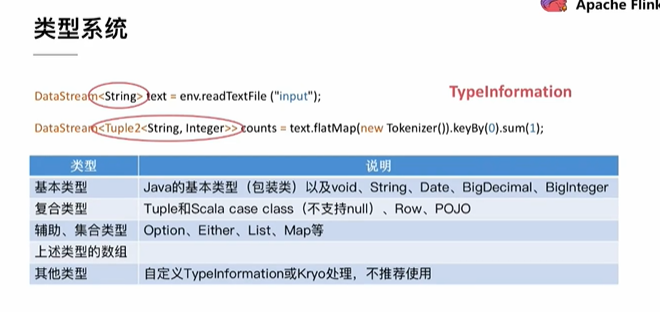 Apache Flink
类型系统
DataStream<String> text = env.readTextFile ("input");
TypeInformation
DataStream<Tuple2<String, Integer>> counts = text.flatMap(new Tokenizer()).keyBy(0).sum(1);
类型 说明
基本类型 Java的基本类型（包装类）以及void、String、Date、BigDecimal、BigInteger
复合类型 Tuple和Scala case class（不支持null）、Row、POJO
辅助、集合类型 Option、Either、List、Map等
上述类型的数组
其他类型 自定义TypeInformation或Kryo处理，不推荐使用